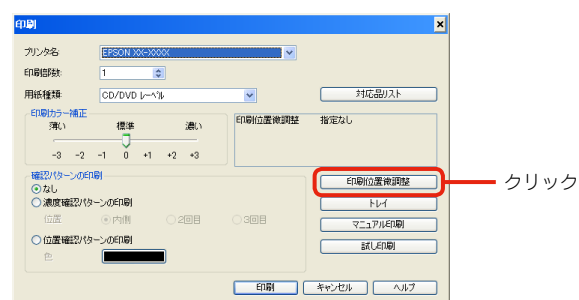 印刷
プリンタ名: EPSON XX-XXXX
印刷部数: 1
用紙種類: CD/DVD レーベル 対応品リスト
印刷カラー補正
薄い 標準 濃い
-3 -2 -1 0 +1 +2 +3
印刷位置微調整 指定なし
確認パターンの印刷
なし
濃度確認パターンの印刷
位置 内側 2回目 3回目
位置確認パターンの印刷
色
印刷位置微調整 クリック
トレイ
マニュアル印刷
試し印刷
印刷 キャンセル ヘルプ